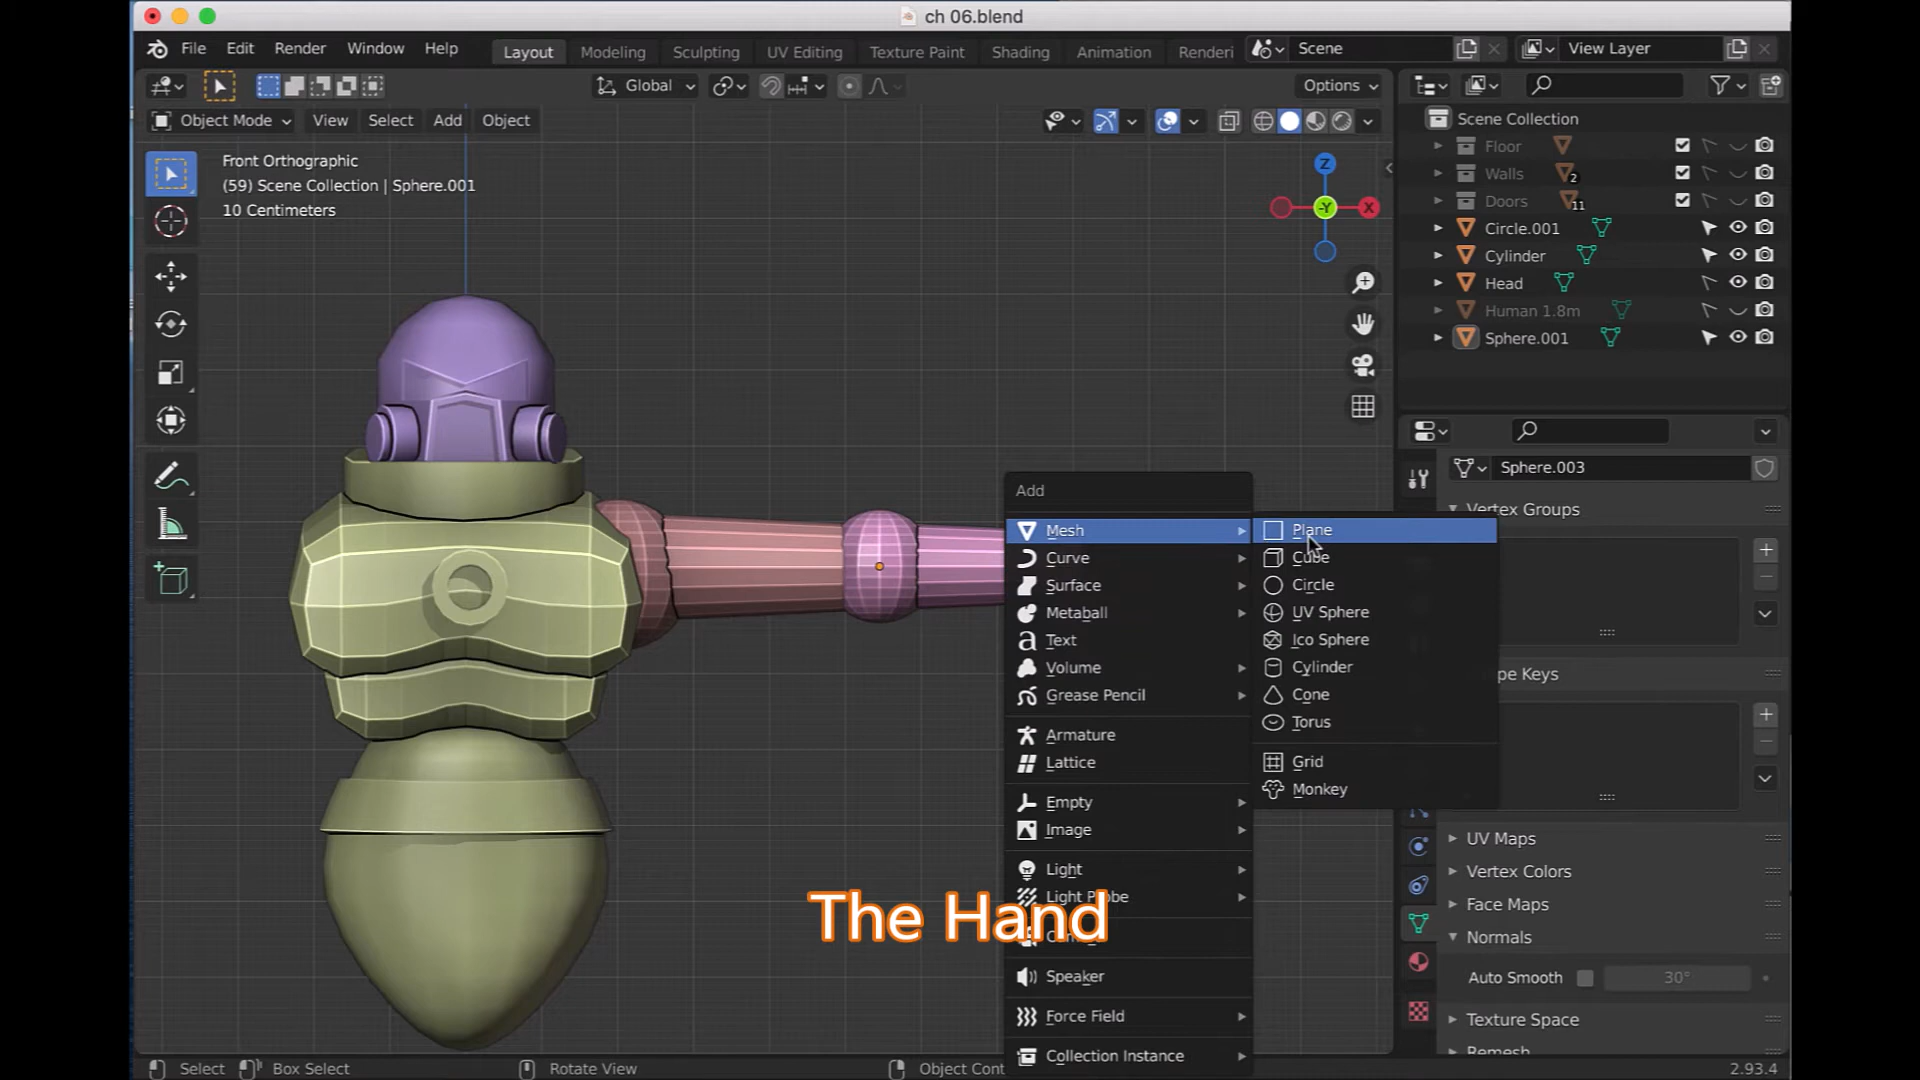 ch 06.blend
File Edit Render Window Help
Layout Modeling Sculpting UV Editing Texture Paint Shading Animation Renderi
Scene
View Layer
Global
Options
Object Mode View Select Add Object
Front Orthographic
(59) Scene Collection | Sphere.001
10 Centimeters
Z
-Y
X
Scene Collection
Floor
Walls
2
Doors
11
Circle.001
Cylinder
Head
Human 1.8m
Sphere.001
Sphere.003
Vertex Groups
pe Keys
UV Maps
Vertex Colors
Face Maps
Normals
Auto Smooth 30°
Texture Space
Remesh
Add
Mesh
Curve
Surface
Metaball
Text
Volume
Grease Pencil
Armature
Lattice
Empty
Image
Light
Light Probe
Speaker
Force Field
Collection Instance
Plane
Cube
Circle
UV Sphere
Ico Sphere
Cylinder
Cone
Torus
Grid
Monkey
The Hand
Select Box Select Rotate View Object Cont
2.93.4